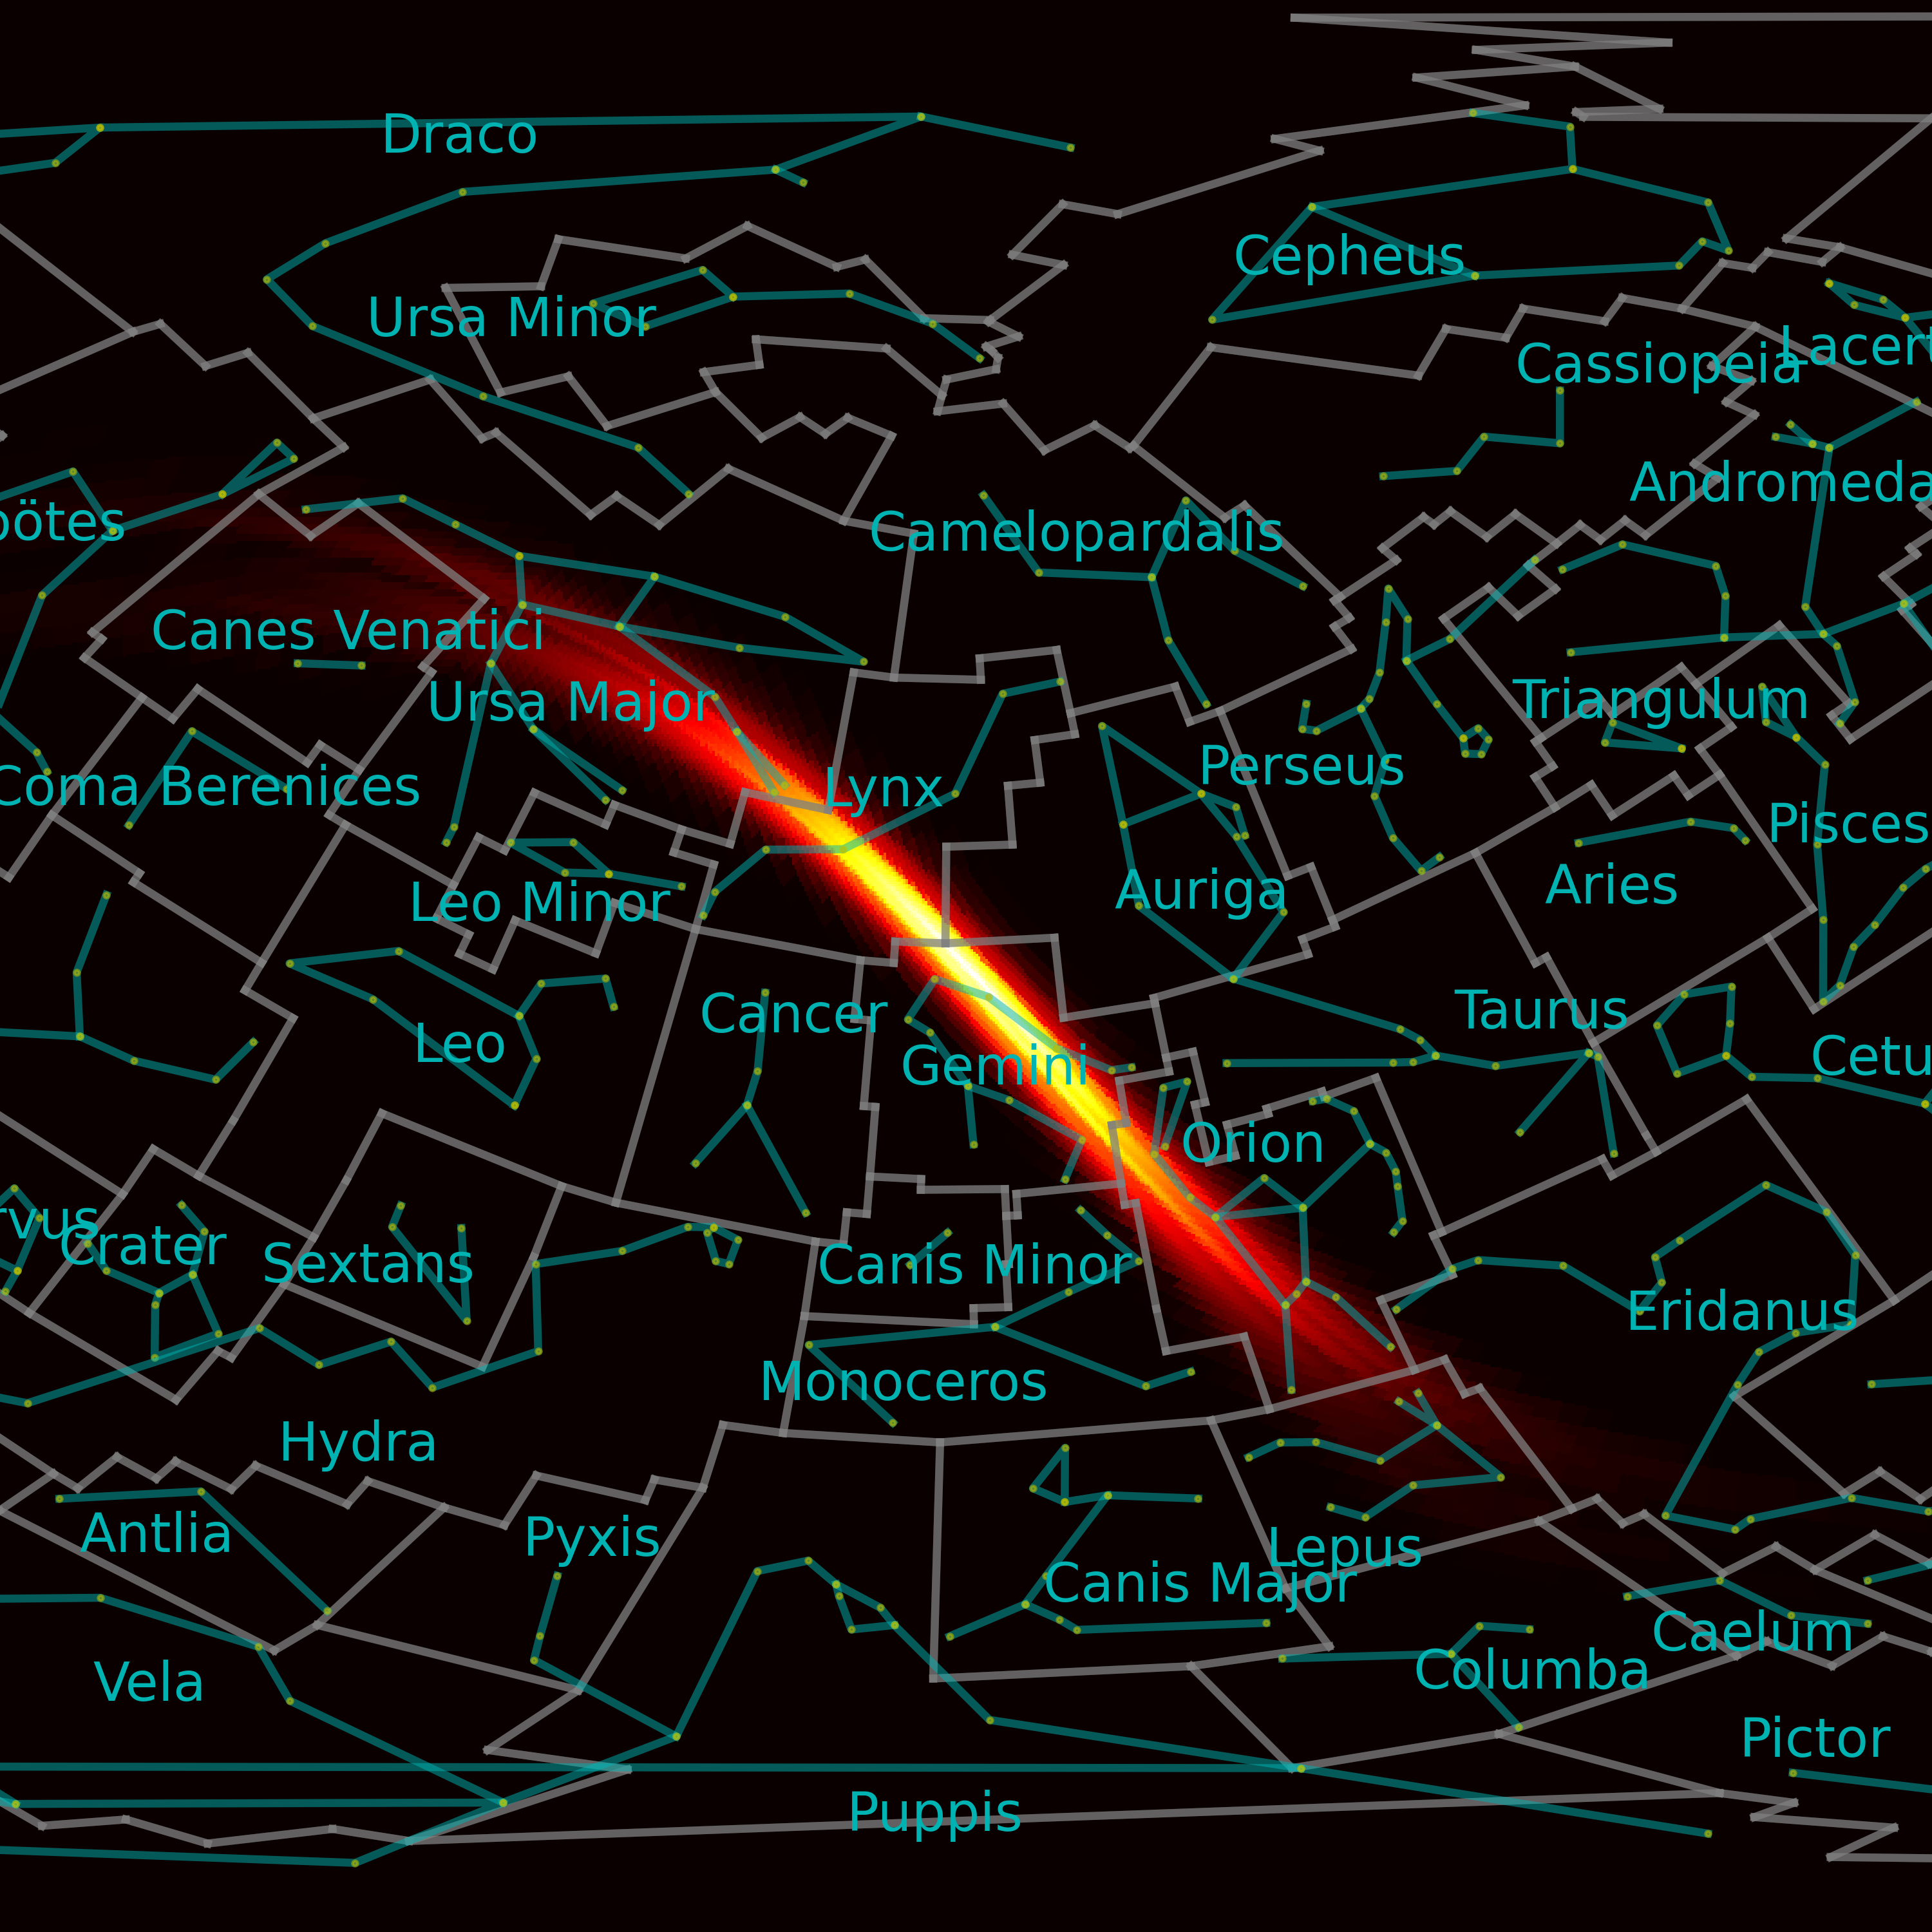 Draco
Cepheus
Ursa Minor
Lacert
Cassiopeia
Andromeda
oötes
Camelopardalis
Canes Venatici
Ursa Major
Triangulum
Perseus
Coma Berenices
Lynx
Pisces
Leo Minor
Auriga
Aries
Cancer
Taurus
Leo
Gemini
Cetu
Orion
rvus
Crater
Sextans
Canis Minor
Eridanus
Monoceros
Hydra
Antlia
Pyxis
Lepus
Canis Major
Caelum
Vela
Columba
Pictor
Puppis